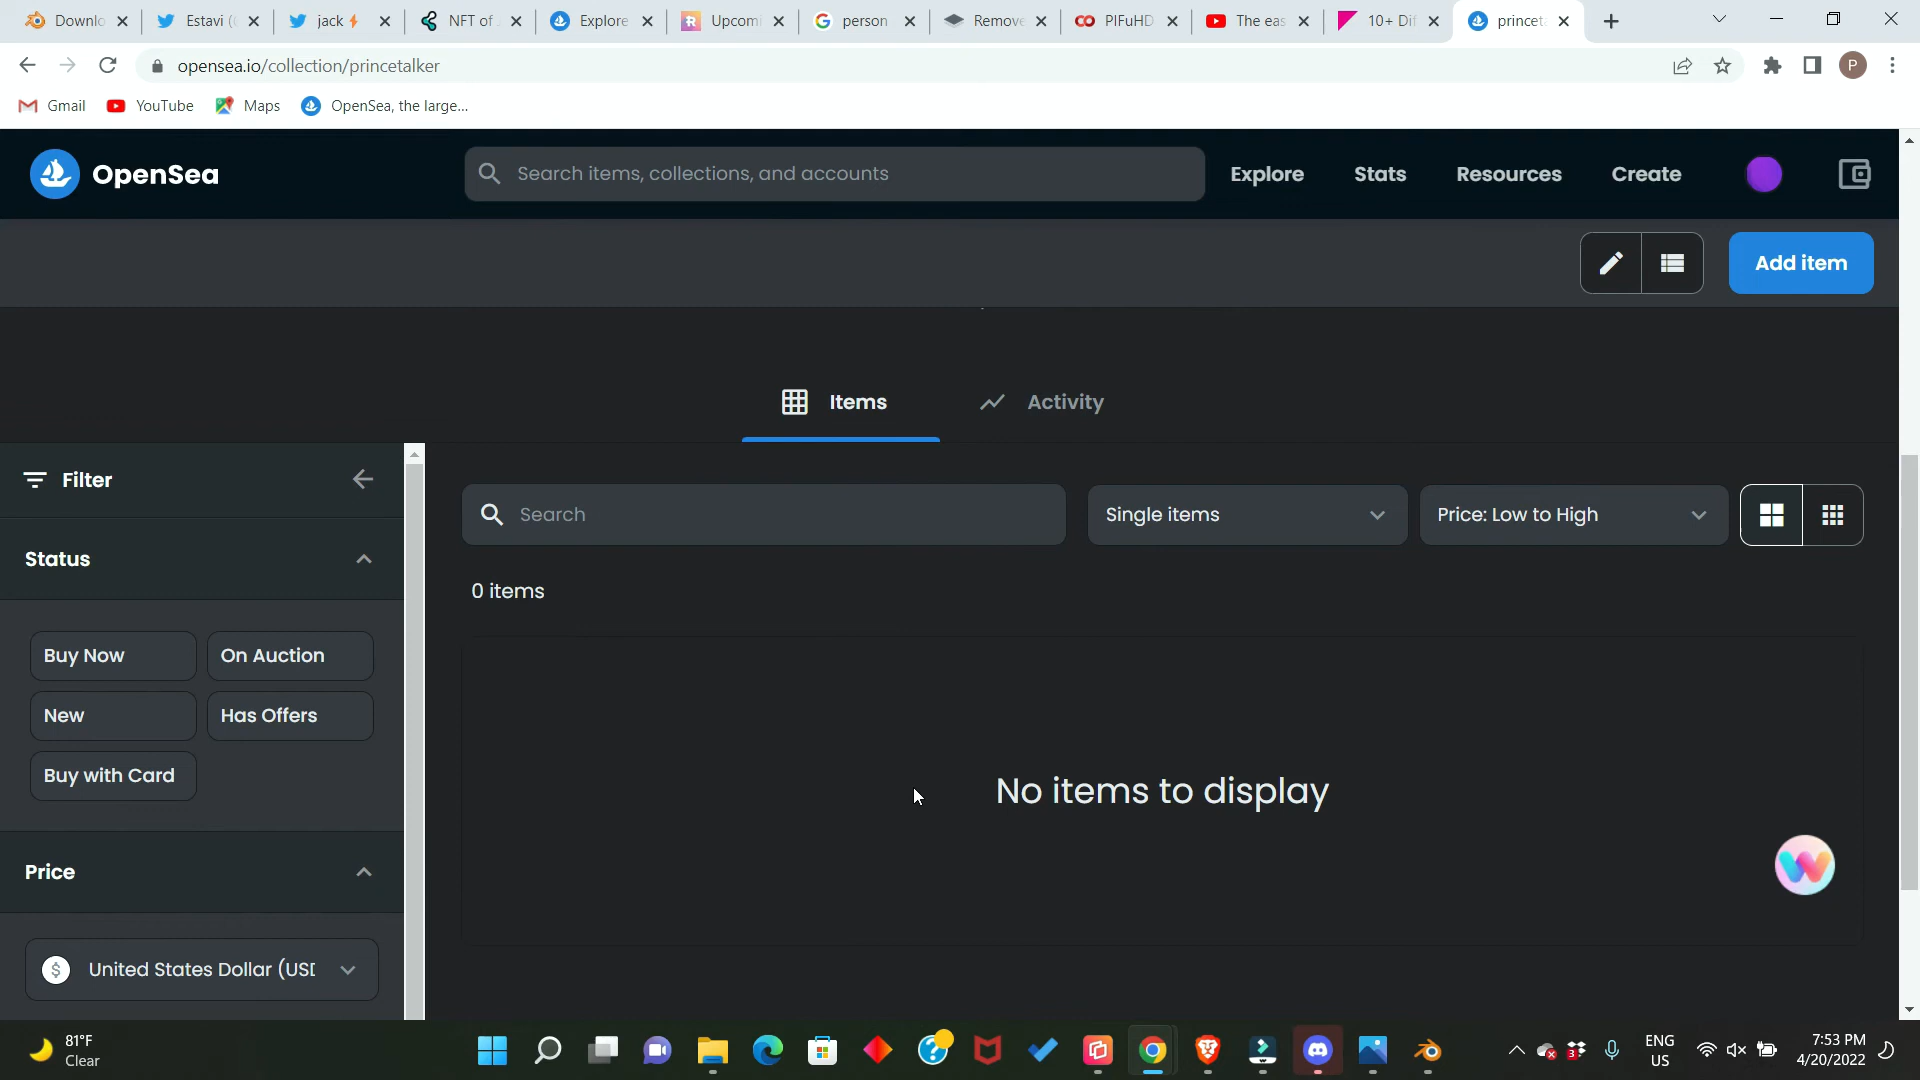 Downlo
Estavi (
jack
NFT of
Explore
Upcomi
person
Remove
PIFuHD
The eas
10+ Dif
princeta
opensea.io/collection/princetalker
P
Gmail
YouTube
Maps
OpenSea, the large...
OpenSea
Search items, collections, and accounts
Explore
Stats
Resources
Create
Add item
Items
Activity
Filter
Search
Single items
Price: Low to High
Status
0 items
Buy Now
On Auction
New
Has Offers
Buy with Card
No items to display
Price
$ United States Dollar (USD
81°F
Clear
3
ENG
US
7:53 PM
4/20/2022